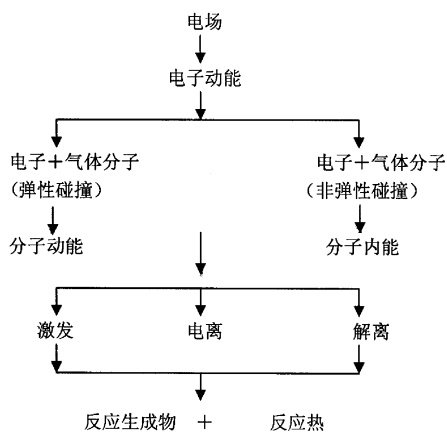 电场
电子动能
电子＋气体分子 电子＋气体分子
（弹性碰撞） （非弹性碰撞）
分子动能 分子内能
激发 电离 解离
反应生成物 ＋ 反应热